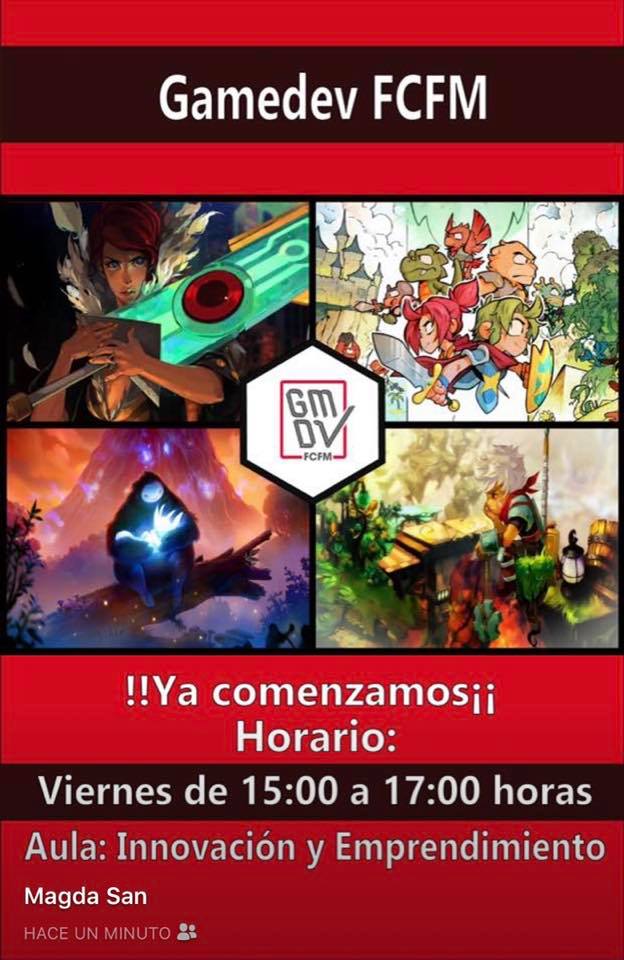 Gamedev FCFM
GM
DV
FCFM
!!Ya comenzamos¡¡
Horario:
Viernes de 15:00 a 17:00 horas
Aula: Innovación y Emprendimiento
Magda San
HACE UN MINUTO